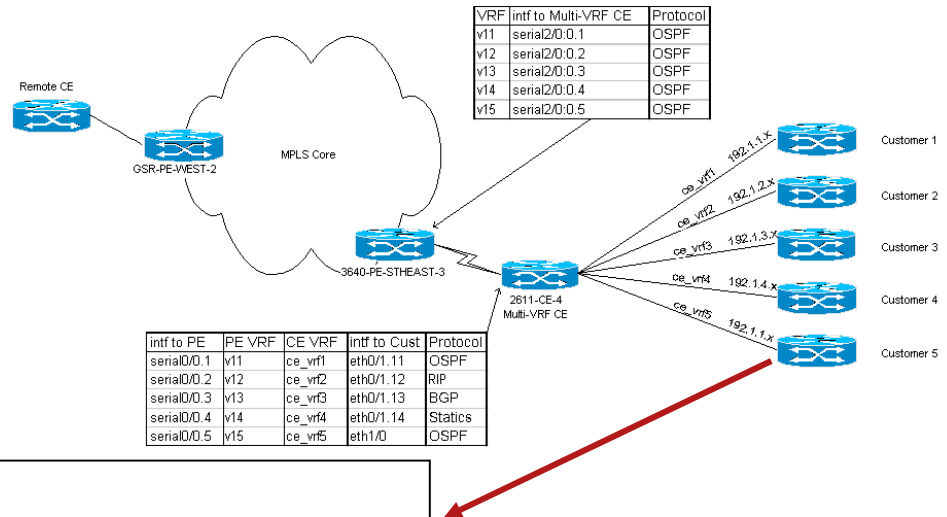 VRF intf to Multi-VRF CE Protocol
v11 serial2/0:0.1 OSPF
v12 serial2/0:0.2 OSPF
v13 serial2/0:0.3 OSPF
v14 serial2/0:0.4 OSPF
v15 serial2/0:0.5 OSPF
Remote CE
GSR-PE-WEST-2
MPLS Core
3640-PE-STHEAST-3
2611-CE-4
Multi-VRF CE
ce_vrf1 192.1.1.x
Customer 1
ce_vrf2 192.1.2.x
Customer 2
ce_vrf3 192.1.3.x
Customer 3
ce_vrf4 192.1.4.x
Customer 4
ce_vrf5 192.1.1.x
Customer 5
intf to PE PE VRF CE VRF intf to Cust Protocol
serial0/0.1 v11 ce_vrf1 eth0/1.11 OSPF
serial0/0.2 v12 ce_vrf2 eth0/1.12 RIP
serial0/0.3 v13 ce_vrf3 eth0/1.13 BGP
serial0/0.4 v14 ce_vrf4 eth0/1.14 Statics
serial0/0.5 v15 ce_vrf5 eth1/0 OSPF